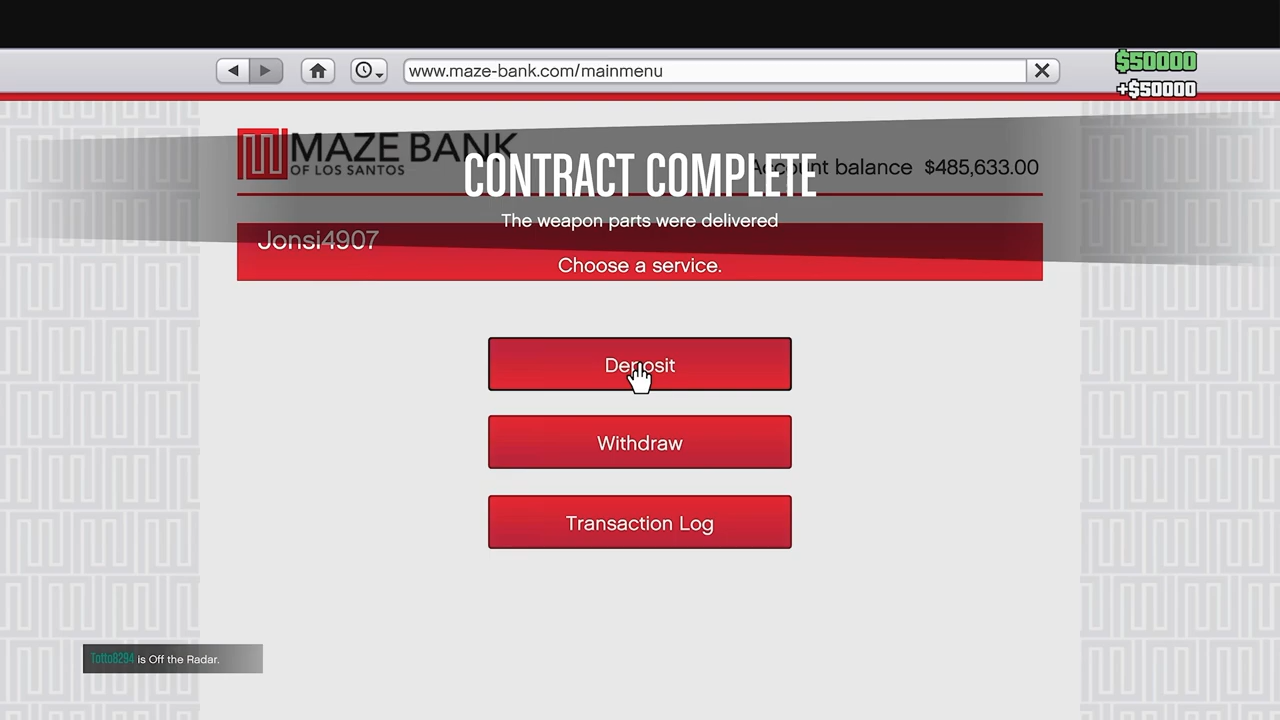 www.maze-bank.com/mainmenu
$50000
+$50000
MAZE BANK
OF LOS SANTOS
Account balance $485,633.00
CONTRACT COMPLETE
The weapon parts were delivered
Jonsi4907
Choose a service.
Deposit
Withdraw
Transaction Log
Totto8294 is Off the Radar.